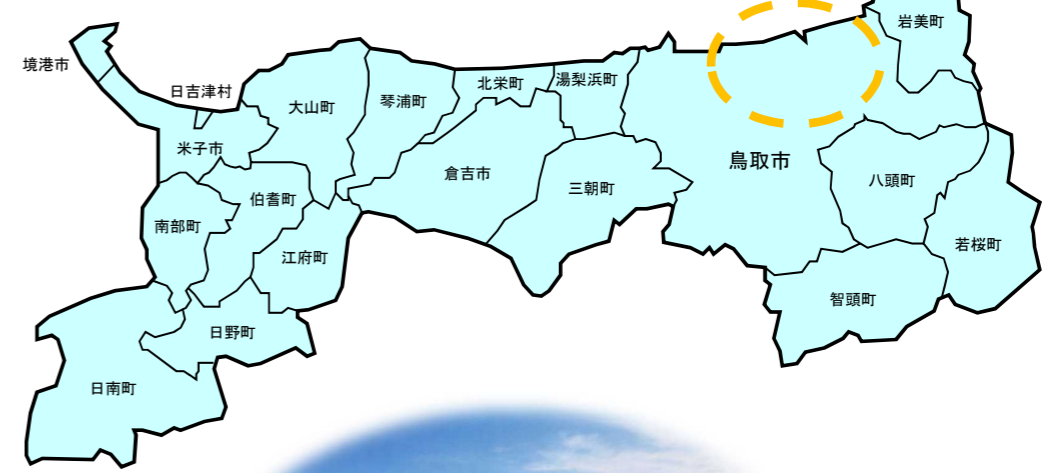 岩美町
境港市
日吉津村
大山町
琴浦町
北栄町
湯梨浜町
米子市
鳥取市
倉吉市
三朝町
八頭町
伯耆町
南部町
若桜町
江府町
智頭町
日野町
日南町